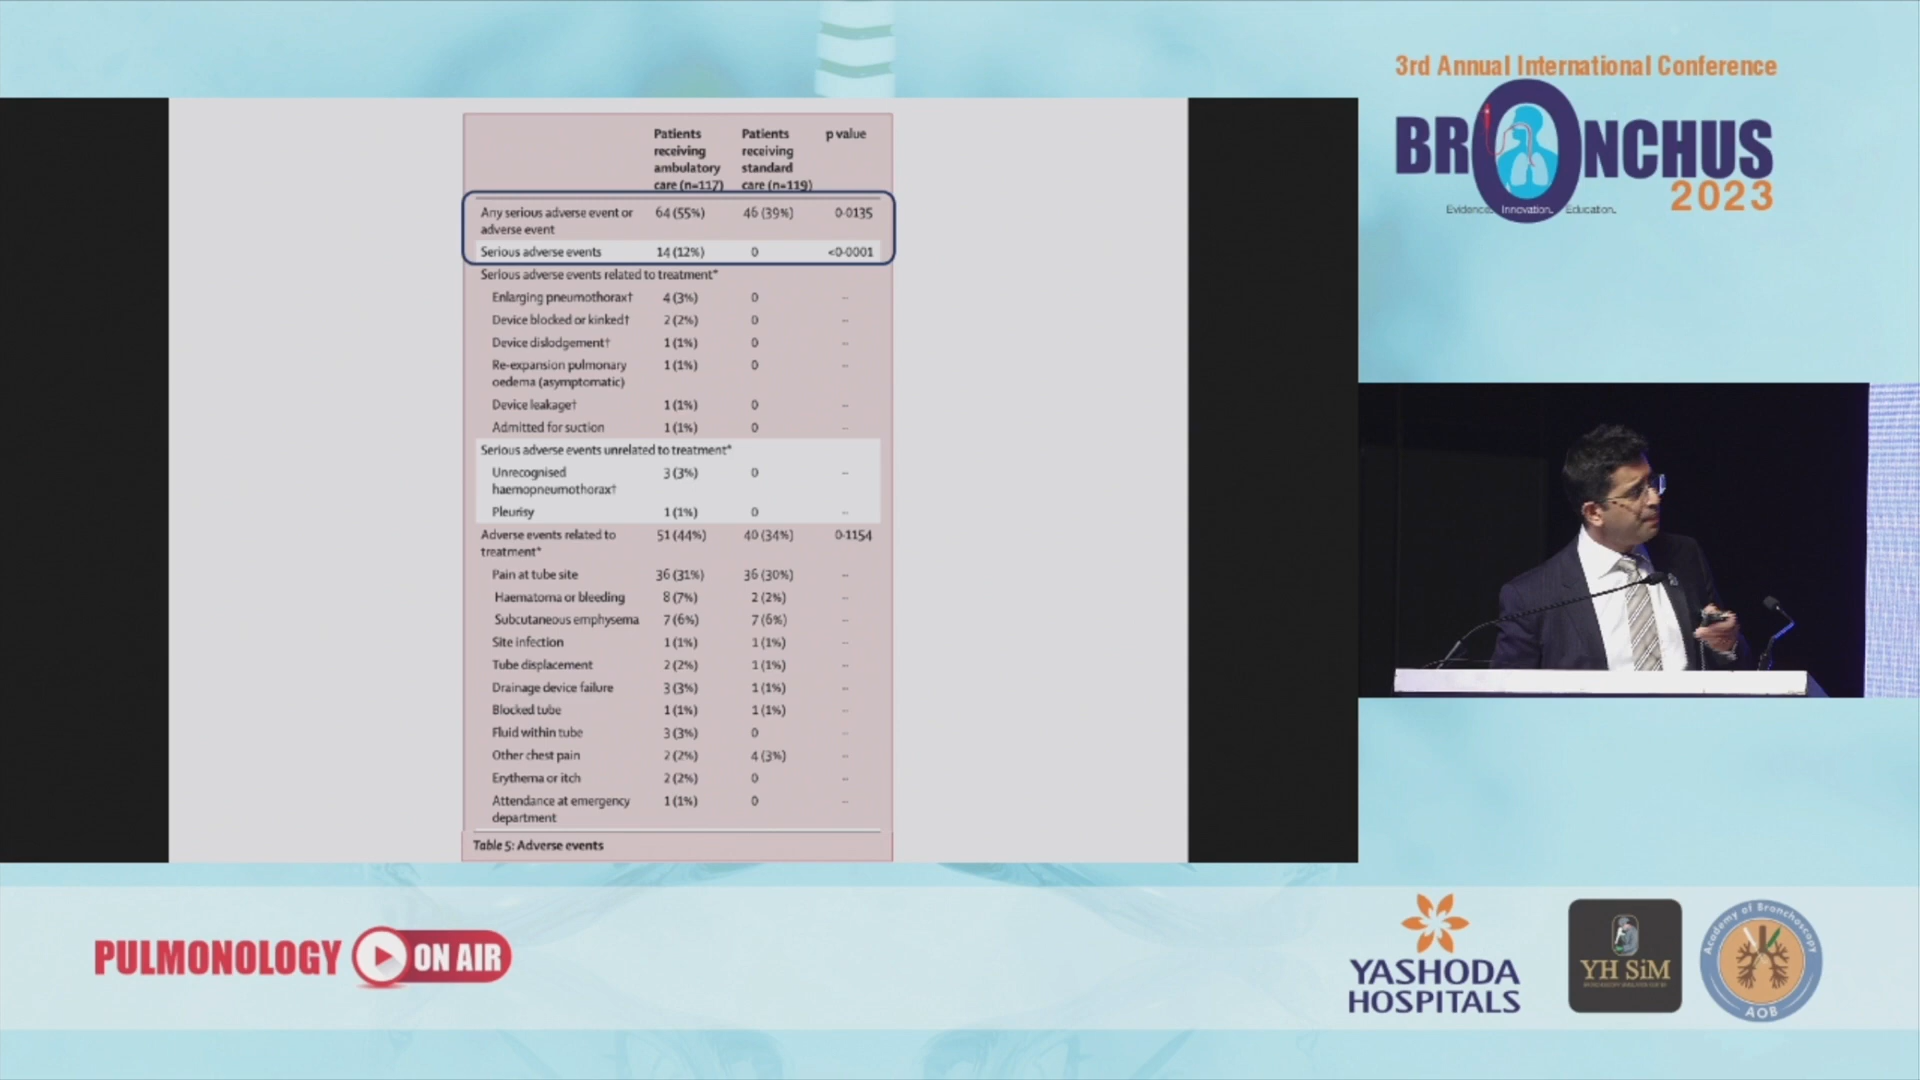 3rd Annual International Conference
BRONCHUS
2023
Evidence. Innovation. Education.
Patients receiving ambulatory care (n=117) Patients receiving standard care (n=119) p value
Any serious adverse event or adverse event 64 (55%) 46 (39%) 0·0135
Serious adverse events 14 (12%) 0 <0·0001
Serious adverse events related to treatment*
Enlarging pneumothorax† 4 (3%) 0 ··
Device blocked or kinked† 2 (2%) 0 ··
Device dislodgement† 1 (1%) 0 ··
Re-expansion pulmonary oedema (asymptomatic) 1 (1%) 0 ··
Device leakage† 1 (1%) 0 ··
Admitted for suction 1 (1%) 0 ··
Serious adverse events unrelated to treatment*
Unrecognised haemopneumothorax† 3 (3%) 0 ··
Pleurisy 1 (1%) 0 ··
Adverse events related to treatment* 51 (44%) 40 (34%) 0·1154
Pain at tube site 36 (31%) 36 (30%) ··
Haematoma or bleeding 8 (7%) 2 (2%) ··
Subcutaneous emphysema 7 (6%) 7 (6%) ··
Site infection 1 (1%) 1 (1%) ··
Tube displacement 2 (2%) 1 (1%) ··
Drainage device failure 3 (3%) 1 (1%) ··
Blocked tube 1 (1%) 1 (1%) ··
Fluid within tube 3 (3%) 0 ··
Other chest pain 2 (2%) 4 (3%) ··
Erythema or itch 2 (2%) 0 ··
Attendance at emergency department 1 (1%) 0 ··
Table 5: Adverse events
PULMONOLOGY ON AIR
YASHODA
HOSPITALS
YH SiM
Academy of Bronchoscopy
AOB